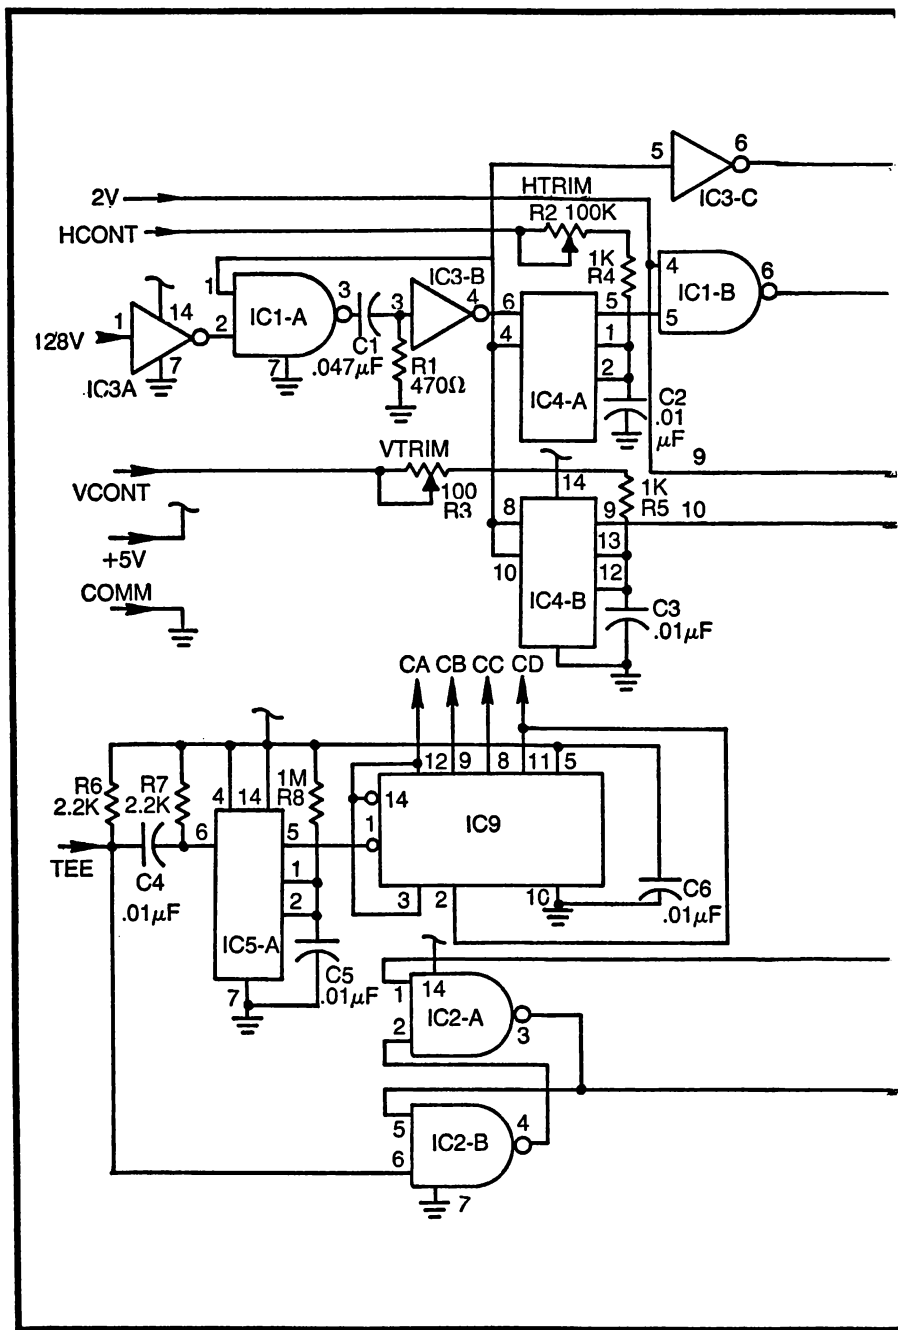 5
6
IC3-C
2V
HTRIM
R2 100K
HCONT
1K
R4
4
6
IC1-B
5
1
IC1-A
3
IC3-B
3
4
6
5
14
1
128V
2
C1
.047µF
4
1
7
IC3A
7
R1
470Ω
2
IC4-A
C2
.01
µF
VTRIM
9
VCONT
100
R3
14
1K
R5
8
9
10
+5V
13
10
12
COMM
IC4-B
C3
.01µF
CA CB CC CD
12 9 8 11 5
R6
2.2K
R7
2.2K
4 14
1M
R8
14
IC9
1
TEE
6
5
C4
.01µF
1
3
2
10
C6
.01µF
2
IC5-A
C5
.01µF
7
14
1
IC2-A
2
3
5
4
IC2-B
6
7